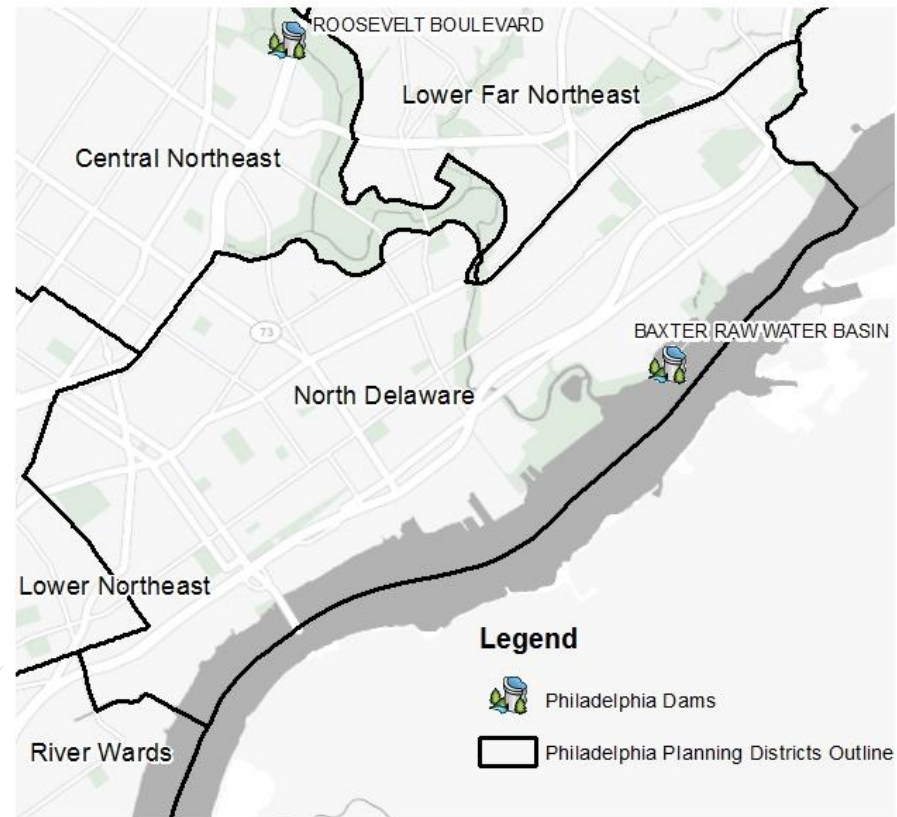 ROOSEVELT BOULEVARD
Lower Far Northeast
Central Northeast
73
BAXTER RAW WATER BASIN
North Delaware
Lower Northeast
Legend
Philadelphia Dams
River Wards
Philadelphia Planning Districts Outline